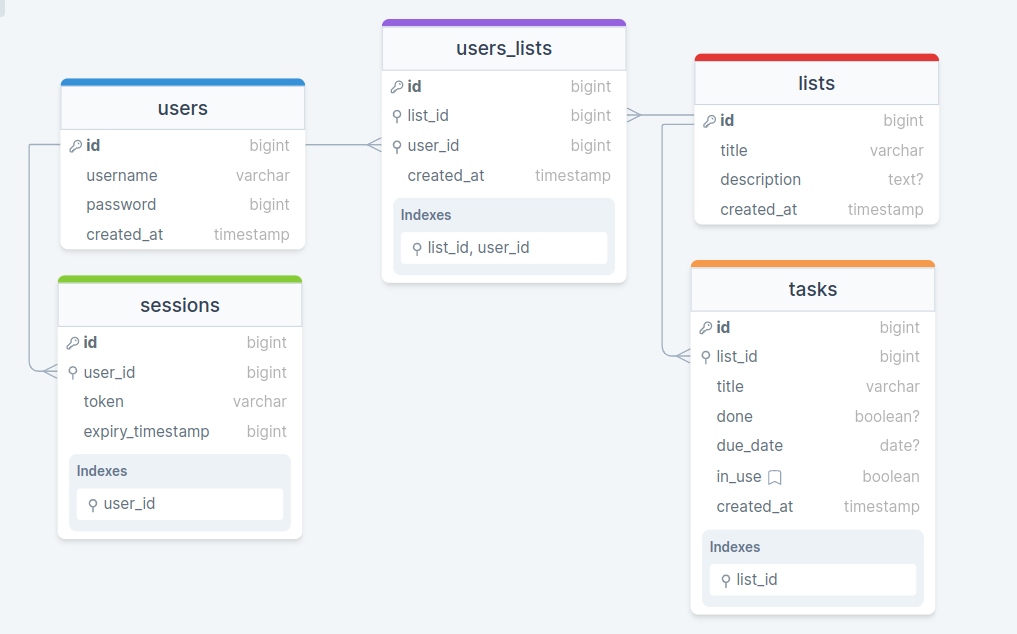 users
id bigint
username varchar
password bigint
created_at timestamp
sessions
id bigint
user_id bigint
token varchar
expiry_timestamp bigint
Indexes
user_id
users_lists
id bigint
list_id bigint
user_id bigint
created_at timestamp
Indexes
list_id, user_id
lists
id bigint
title varchar
description text?
created_at timestamp
tasks
id bigint
list_id bigint
title varchar
done boolean?
due_date date?
in_use boolean
created_at timestamp
Indexes
list_id